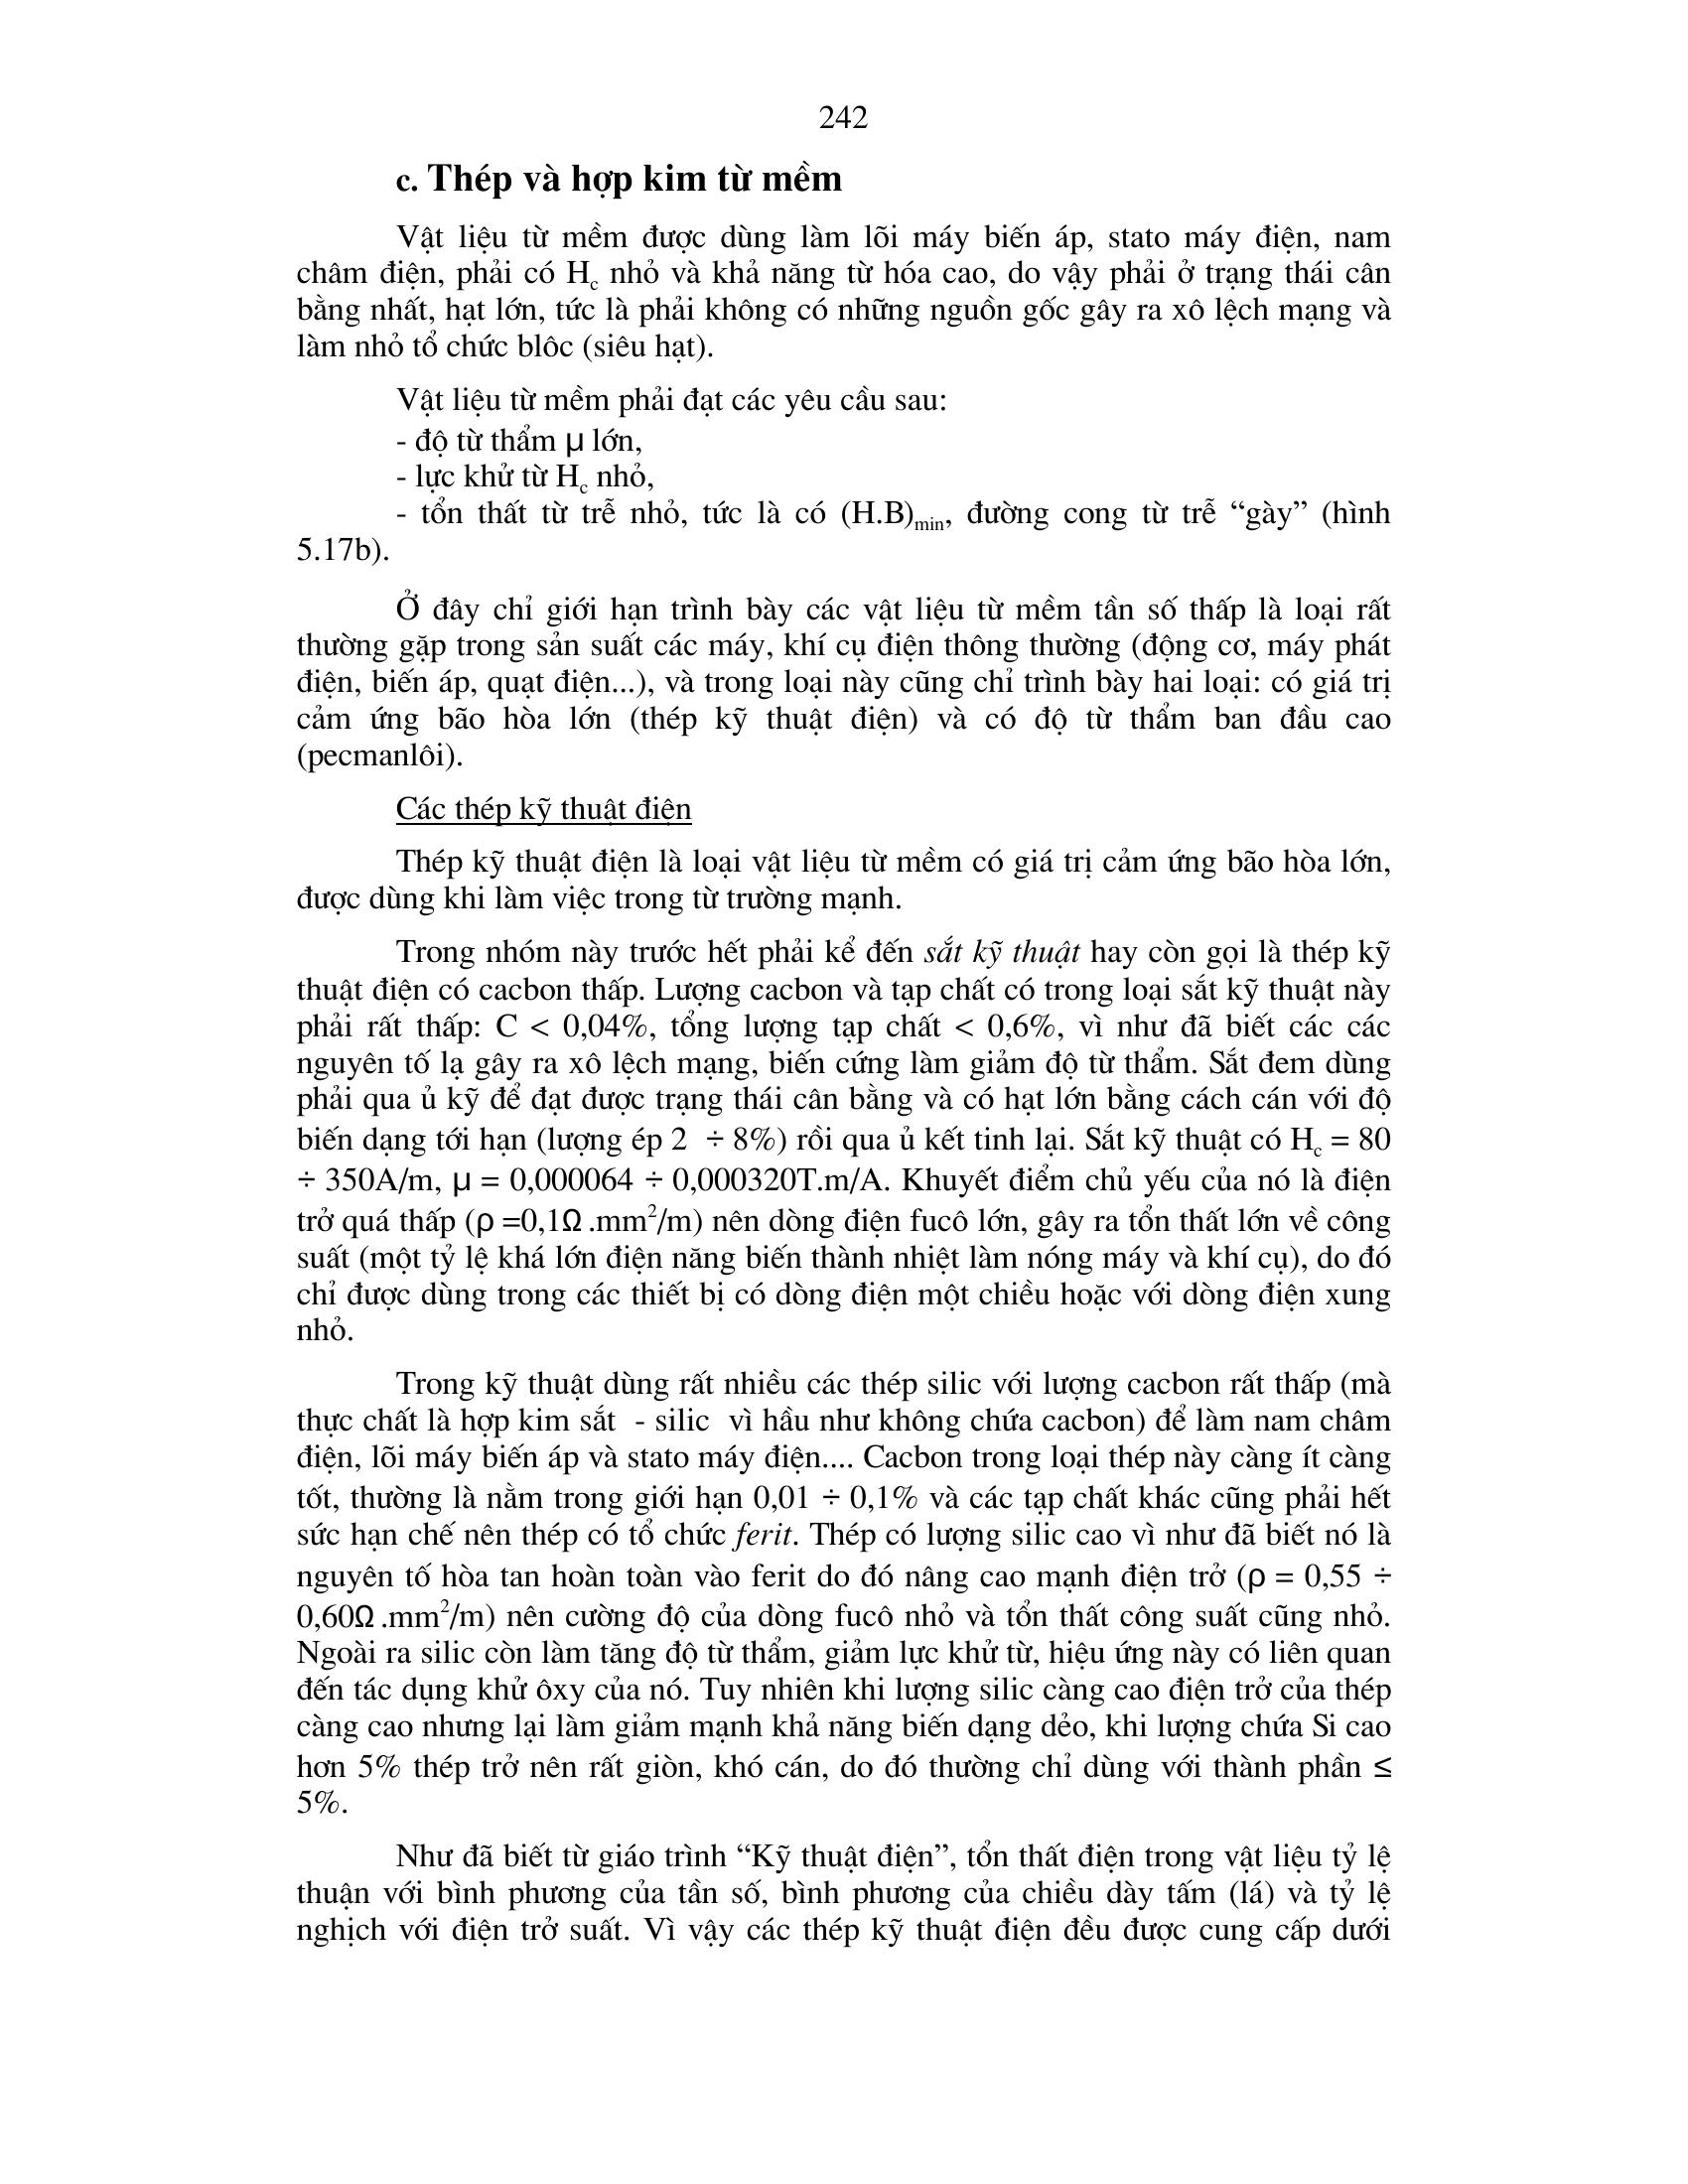 242
c. Thép và hợp kim từ mềm
Vật liệu từ mềm được dùng làm lõi máy biến áp, stato máy điện, nam
châm điện, phải có Hc nhỏ và khả năng từ hóa cao, do vậy phải ở trạng thái cân
bằng nhất, hạt lớn, tức là phải không có những nguồn gốc gây ra xô lệch mạng và
làm nhỏ tổ chức blôc (siêu hạt).
Vật liệu từ mềm phải đạt các yêu cầu sau:
- độ từ thẩm μ lớn,
- lực khử từ Hc nhỏ,
- tổn thất từ trễ nhỏ, tức là có (H.B)min, đường cong từ trễ “gày” (hình
5.17b).
Ở đây chỉ giới hạn trình bày các vật liệu từ mềm tần số thấp là loại rất
thường gặp trong sản suất các máy, khí cụ điện thông thường (động cơ, máy phát
điện, biến áp, quạt điện...), và trong loại này cũng chỉ trình bày hai loại: có giá trị
cảm ứng bão hòa lớn (thép kỹ thuật điện) và có độ từ thẩm ban đầu cao
(pecmanlôi).
Các thép kỹ thuật điện
Thép kỹ thuật điện là loại vật liệu từ mềm có giá trị cảm ứng bão hòa lớn,
được dùng khi làm việc trong từ trường mạnh.
Trong nhóm này trước hết phải kể đến sắt kỹ thuật hay còn gọi là thép kỹ
thuật điện có cacbon thấp. Lượng cacbon và tạp chất có trong loại sắt kỹ thuật này
phải rất thấp: C < 0,04%, tổng lượng tạp chất < 0,6%, vì như đã biết các các
nguyên tố lạ gây ra xô lệch mạng, biến cứng làm giảm độ từ thẩm. Sắt đem dùng
phải qua ủ kỹ để đạt được trạng thái cân bằng và có hạt lớn bằng cách cán với độ
biến dạng tới hạn (lượng ép 2 ÷ 8%) rồi qua ủ kết tinh lại. Sắt kỹ thuật có Hc = 80
÷ 350A/m, μ = 0,000064 ÷ 0,000320T.m/A. Khuyết điểm chủ yếu của nó là điện
trở quá thấp (ρ =0,1Ω .mm²/m) nên dòng điện fucô lớn, gây ra tổn thất lớn về công
suất (một tỷ lệ khá lớn điện năng biến thành nhiệt làm nóng máy và khí cụ), do đó
chỉ được dùng trong các thiết bị có dòng điện một chiều hoặc với dòng điện xung
nhỏ.
Trong kỹ thuật dùng rất nhiều các thép silic với lượng cacbon rất thấp (mà
thực chất là hợp kim sắt - silic vì hầu như không chứa cacbon) để làm nam châm
điện, lõi máy biến áp và stato máy điện.... Cacbon trong loại thép này càng ít càng
tốt, thường là nằm trong giới hạn 0,01 ÷ 0,1% và các tạp chất khác cũng phải hết
sức hạn chế nên thép có tổ chức ferit. Thép có lượng silic cao vì như đã biết nó là
nguyên tố hòa tan hoàn toàn vào ferit do đó nâng cao mạnh điện trở (ρ = 0,55 ÷
0,60Ω .mm²/m) nên cường độ của dòng fucô nhỏ và tổn thất công suất cũng nhỏ.
Ngoài ra silic còn làm tăng độ từ thẩm, giảm lực khử từ, hiệu ứng này có liên quan
đến tác dụng khử ôxy của nó. Tuy nhiên khi lượng silic càng cao điện trở của thép
càng cao nhưng lại làm giảm mạnh khả năng biến dạng dẻo, khi lượng chứa Si cao
hơn 5% thép trở nên rất giòn, khó cán, do đó thường chỉ dùng với thành phần ≤
5%.
Như đã biết từ giáo trình “Kỹ thuật điện”, tổn thất điện trong vật liệu tỷ lệ
thuận với bình phương của tần số, bình phương của chiều dày tấm (lá) và tỷ lệ
nghịch với điện trở suất. Vì vậy các thép kỹ thuật điện đều được cung cấp dưới